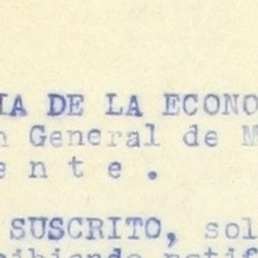 IA DE LA ECONO
n General de M
e n t e .
SUSCRITO, sol